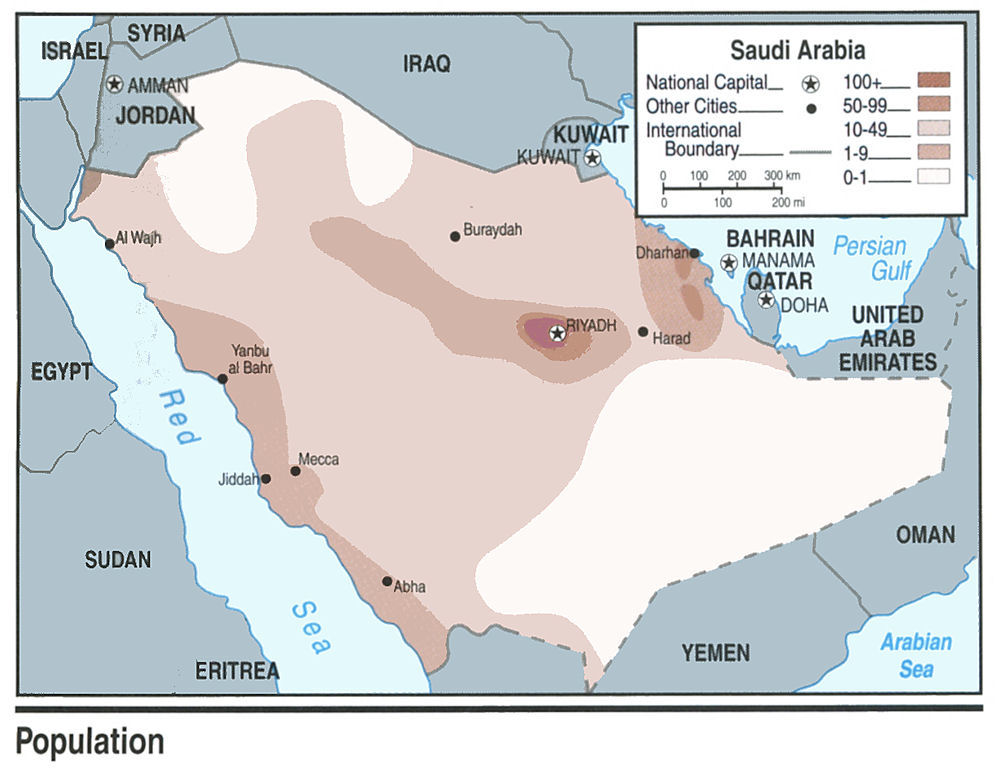 Saudi Arabia
National Capital
Other Cities
International
Boundary
100+
50-99
10-49
1-9
0-1
0 100 200 300 km
0 100 200 mi
ISRAEL
SYRIA
IRAQ
AMMAN
JORDAN
KUWAIT
KUWAIT
Al Wajh
Buraydah
Dharhan
BAHRAIN
MANAMA
QATAR
DOHA
Persian
Gulf
RIYADH
Harad
UNITED
ARAB
EMIRATES
EGYPT
Yanbu
al Bahr
Red
Mecca
Jiddah
SUDAN
OMAN
Abha
Sea
ERITREA
YEMEN
Arabian
Sea
Population